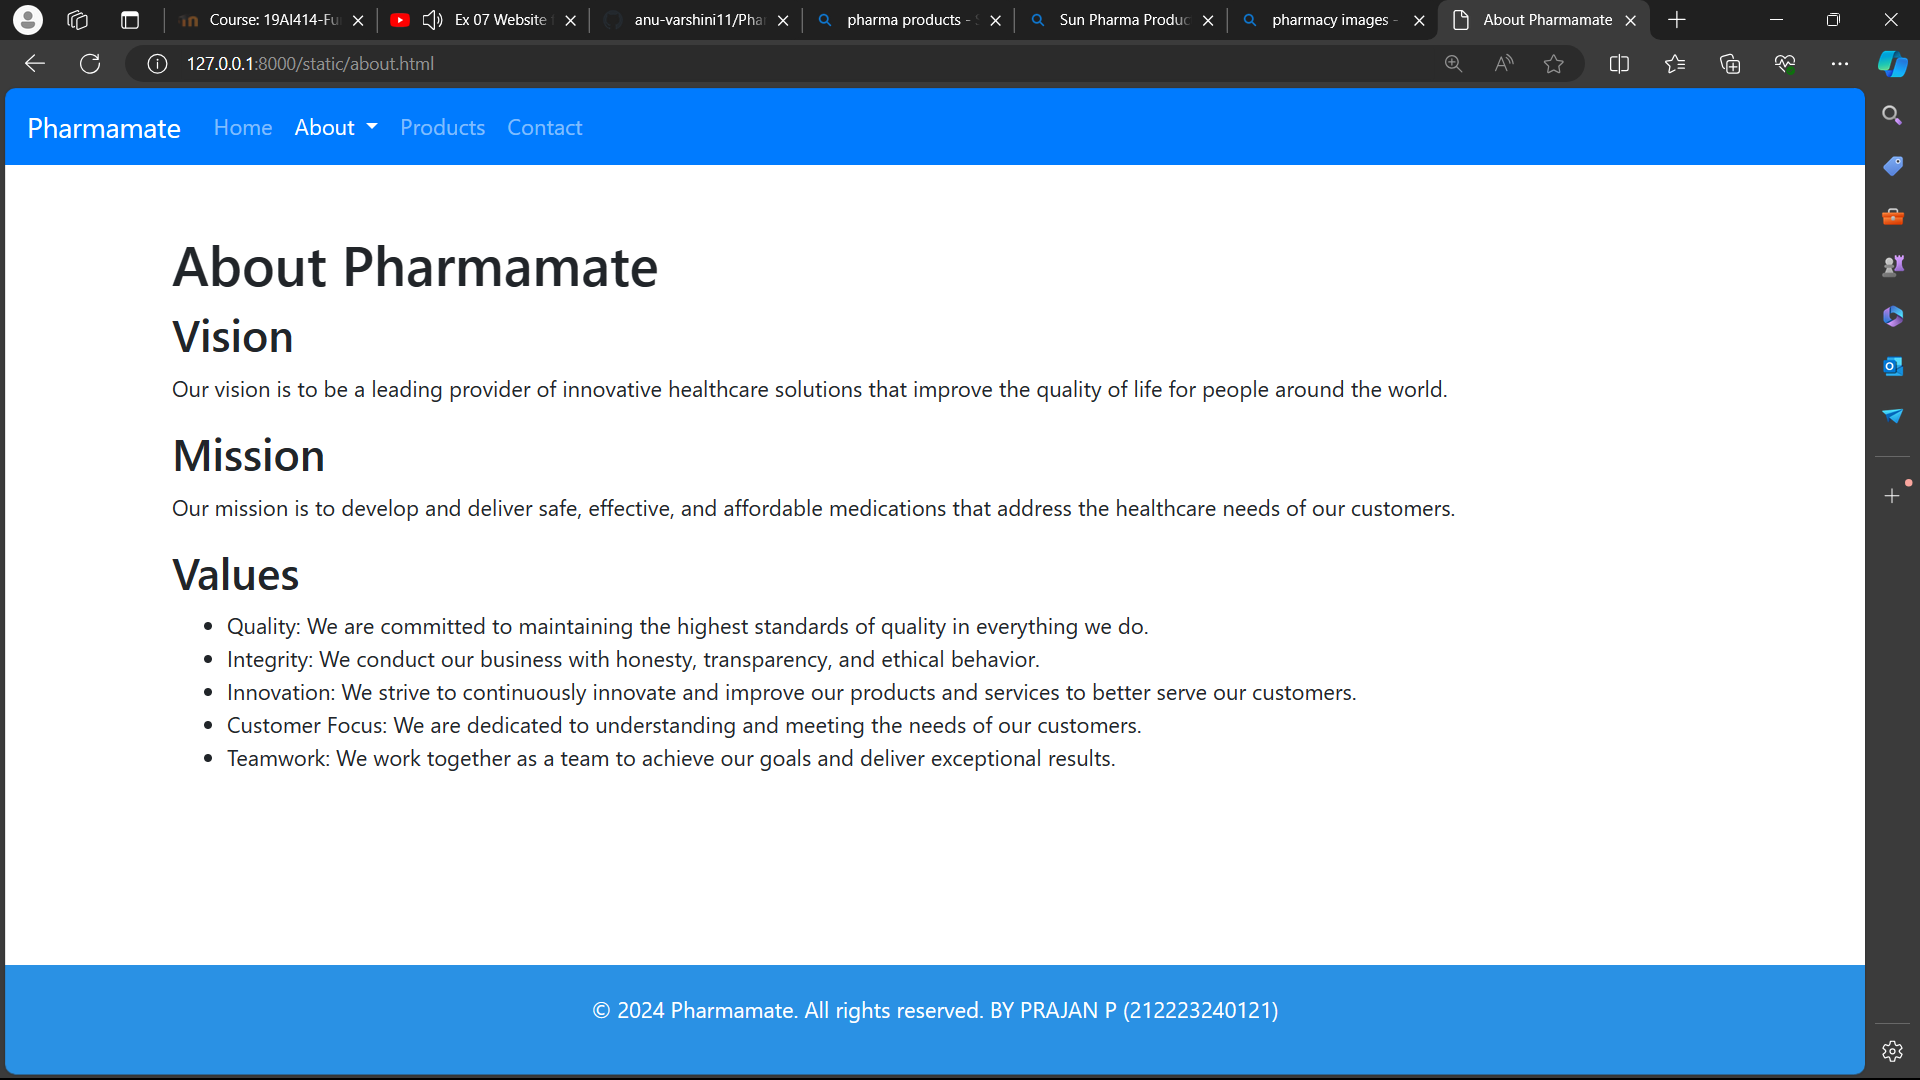 Course: 19AI414-Fu
Ex 07 Website
anu-varshini11/Phar
pharma products -
Sun Pharma Produc
pharmacy images -
About Pharmamate
127.0.0.1:8000/static/about.html
Pharmamate Home About Products Contact
About Pharmamate
Vision
Our vision is to be a leading provider of innovative healthcare solutions that improve the quality of life for people around the world.
Mission
Our mission is to develop and deliver safe, effective, and affordable medications that address the healthcare needs of our customers.
Values
• Quality: We are committed to maintaining the highest standards of quality in everything we do.
• Integrity: We conduct our business with honesty, transparency, and ethical behavior.
• Innovation: We strive to continuously innovate and improve our products and services to better serve our customers.
• Customer Focus: We are dedicated to understanding and meeting the needs of our customers.
• Teamwork: We work together as a team to achieve our goals and deliver exceptional results.
© 2024 Pharmamate. All rights reserved. BY PRAJAN P (212223240121)